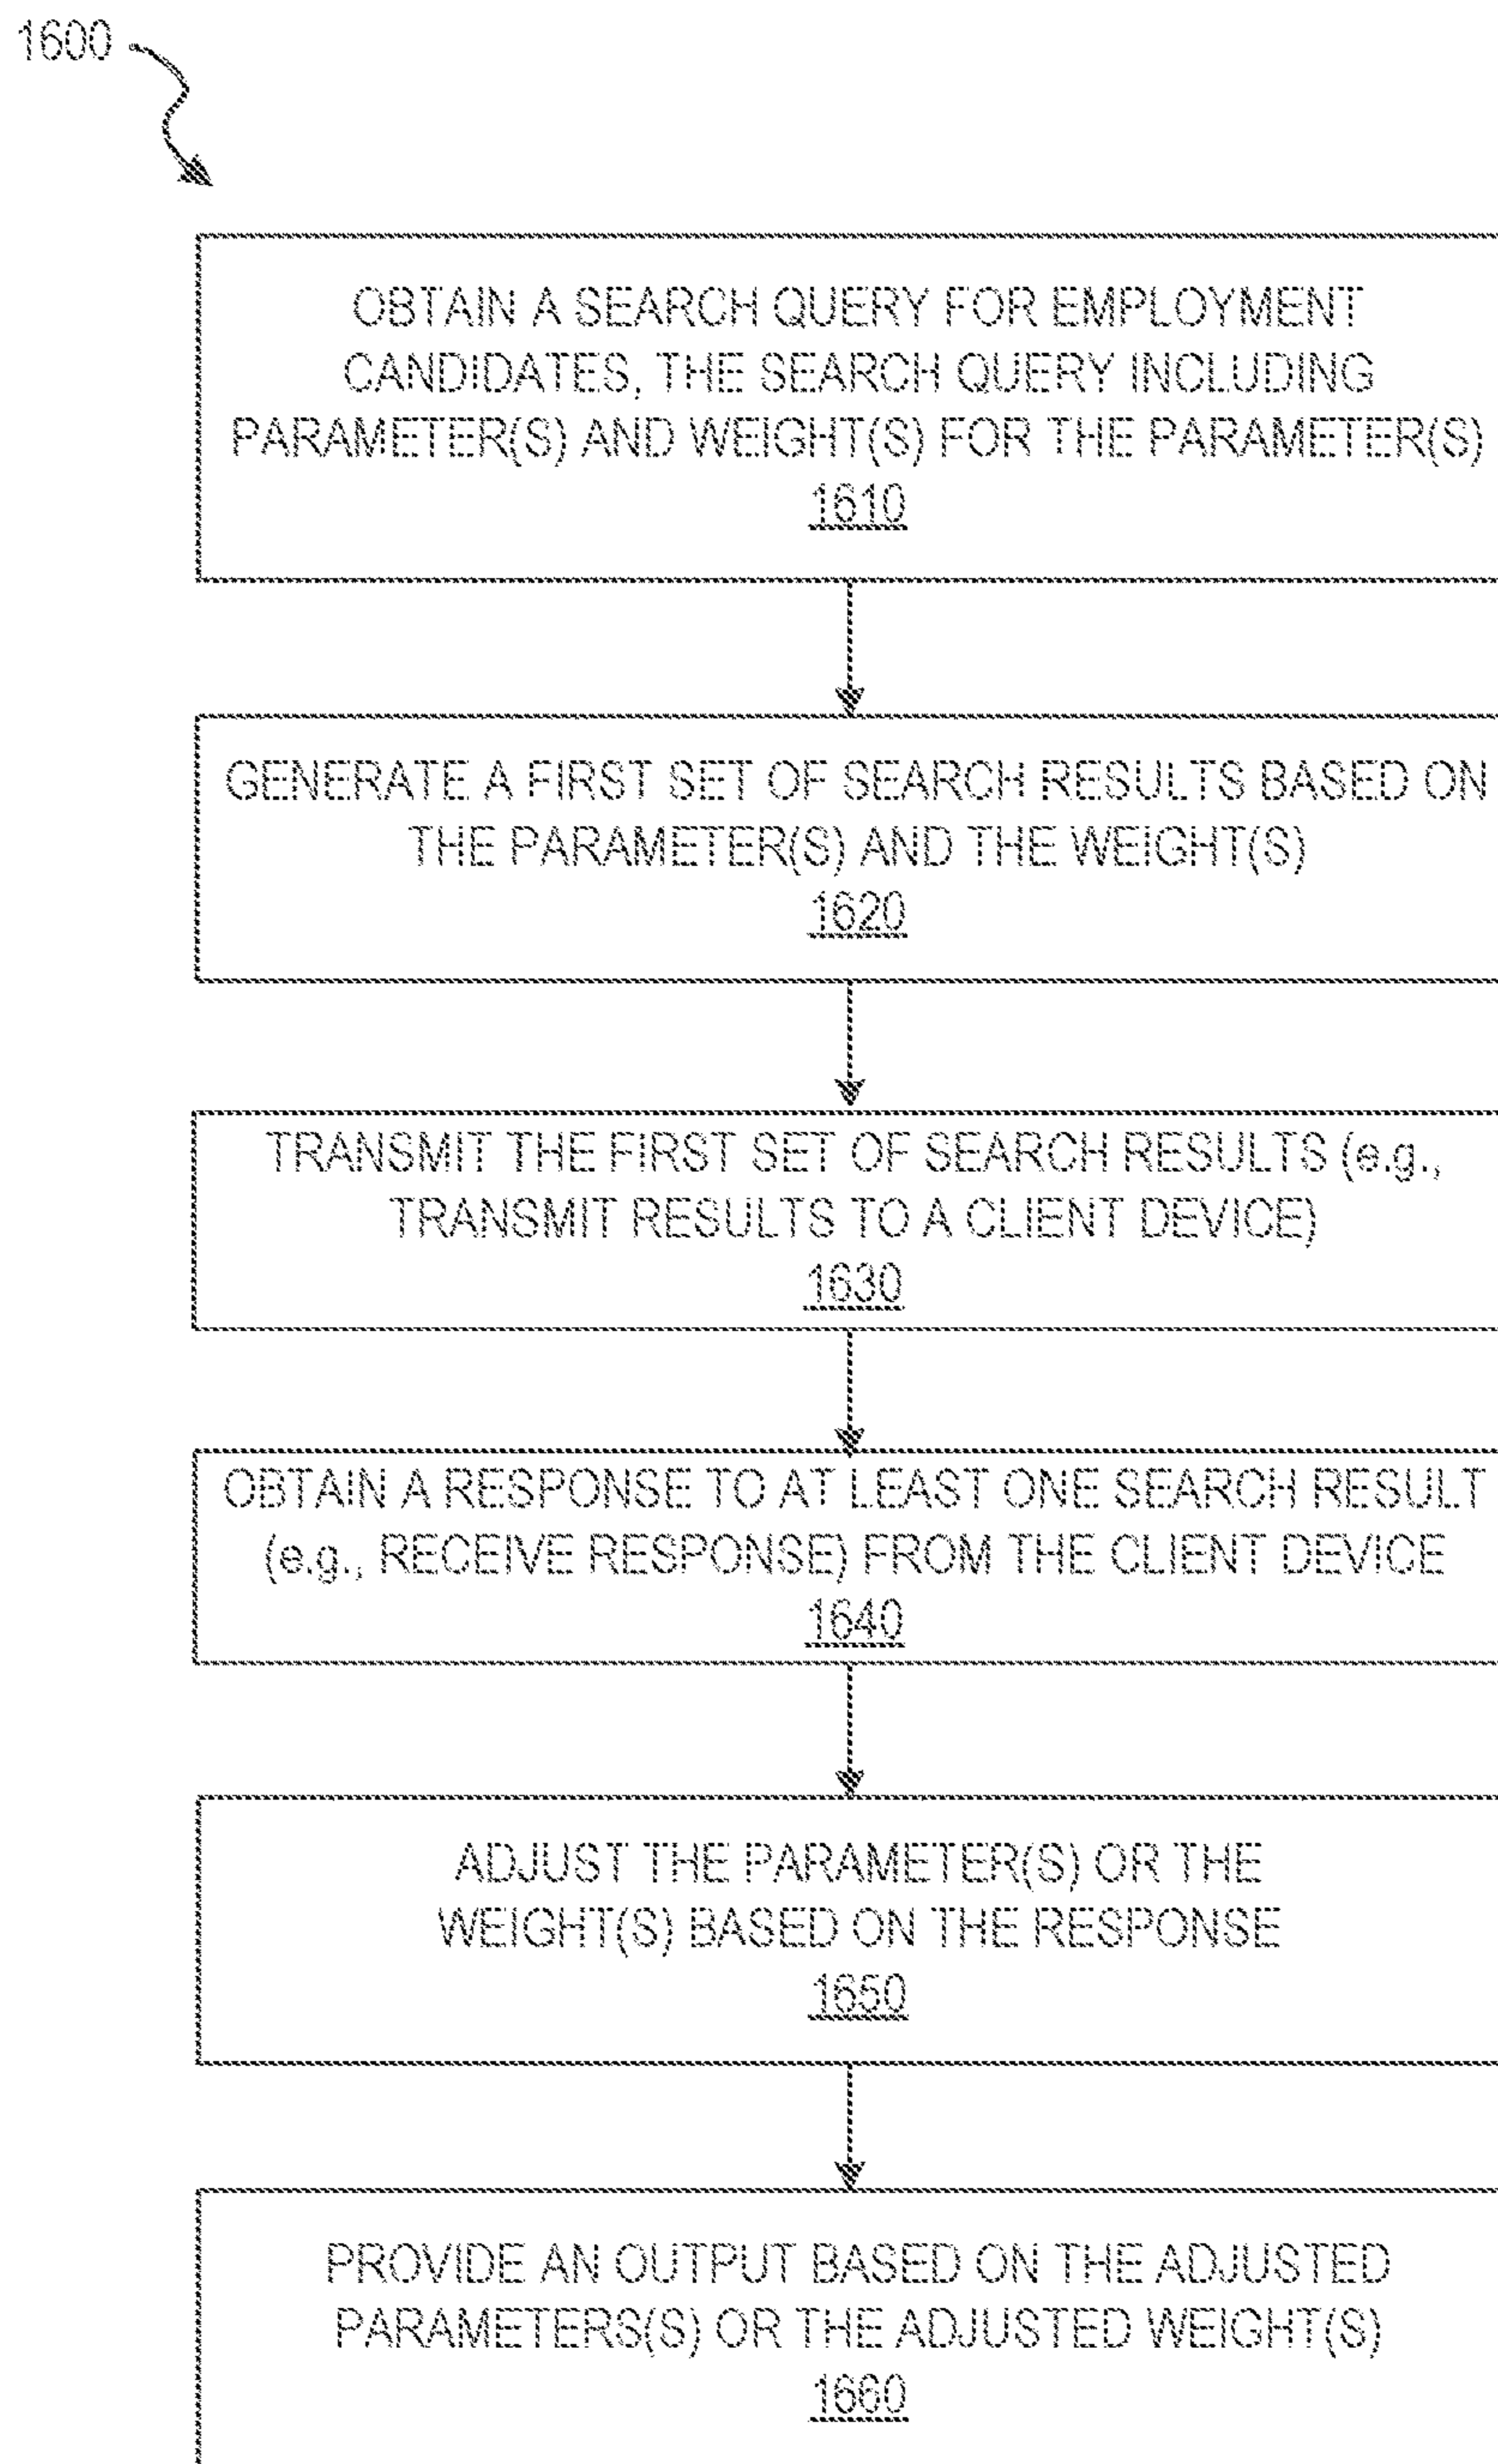 1600
OBTAIN A SEARCH QUERY FOR EMPLOYMENT
CANDIDATES, THE SEARCH QUERY INCLUDING
PARAMETER(S) AND WEIGHT(S) FOR THE PARAMETER(S)
1610
GENERATE A FIRST SET OF SEARCH RESULTS BASED ON
THE PARAMETER(S) AND THE WEIGHT(S)
1620
TRANSMIT THE FIRST SET OF SEARCH RESULTS (e.g.,
TRANSMIT RESULTS TO A CLIENT DEVICE)
1630
OBTAIN A RESPONSE TO AT LEAST ONE SEARCH RESULT
(e.g., RECEIVE RESPONSE) FROM THE CLIENT DEVICE
1640
ADJUST THE PARAMETER(S) OR THE
WEIGHT(S) BASED ON THE RESPONSE
1650
PROVIDE AN OUTPUT BASED ON THE ADJUSTED
PARAMETERS(S) OR THE ADJUSTED WEIGHT(S)
1660